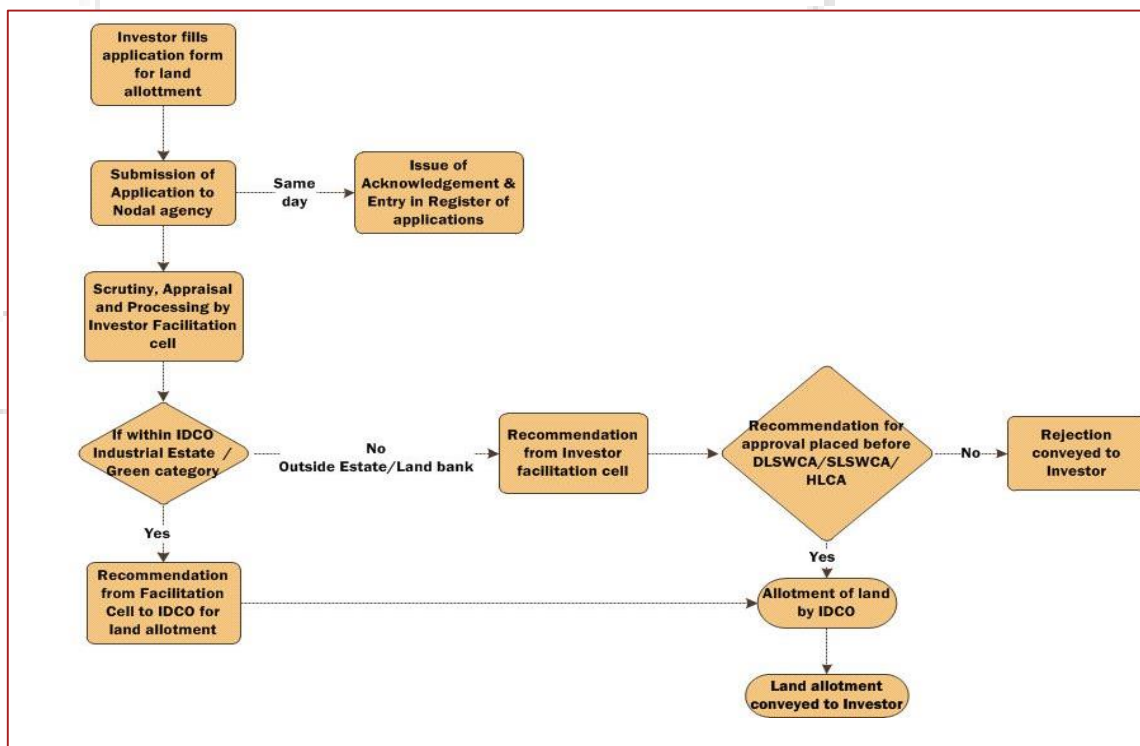 Investor fills
application form
for land
allottment
Submission of
Application to
Nodal agency
Same
day
Issue of
Acknowledgement &
Entry in Register of
applications
Scrutiny, Appraisal
and Processing by
Investor Facilitation
cell
If within IDCO
Industrial Estate /
Green category
No
Outside Estate/Land bank
Recommendation
from Investor
facilitation cell
Recommendation for
approval placed before
DLSWCA/SLSWCA/
HLCA
No
Rejection
conveyed to
Investor
Yes
Yes
Recommendation
from Facilitation
Cell to IDCO for
land allotment
Allotment of land
by IDCO
Land allotment
conveyed to Investor